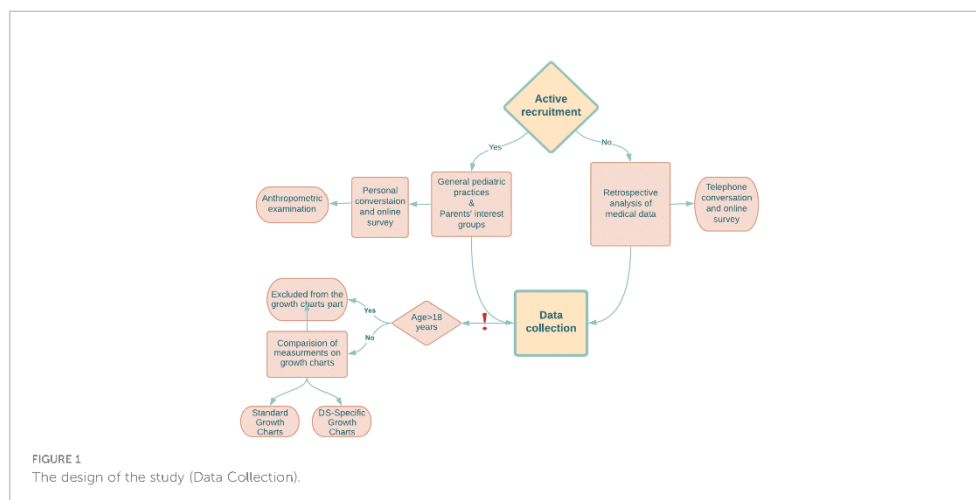 Active
recruitment
Yes
No
General pediatric
practices
&
Parents' interest
groups
Personal
converstaion
and online
survey
Anthropometric
examination
Retrospective
analysis of
medical data
Telephone
conversation
and online
survey
Data
collection
!
Age>18
years
Yes
No
Excluded from the
growth charts part
Comparision of
measurments on
growth charts
Standard
Growth
Charts
DS-Specific
Growth
Charts
FIGURE 1
The design of the study (Data Collection).